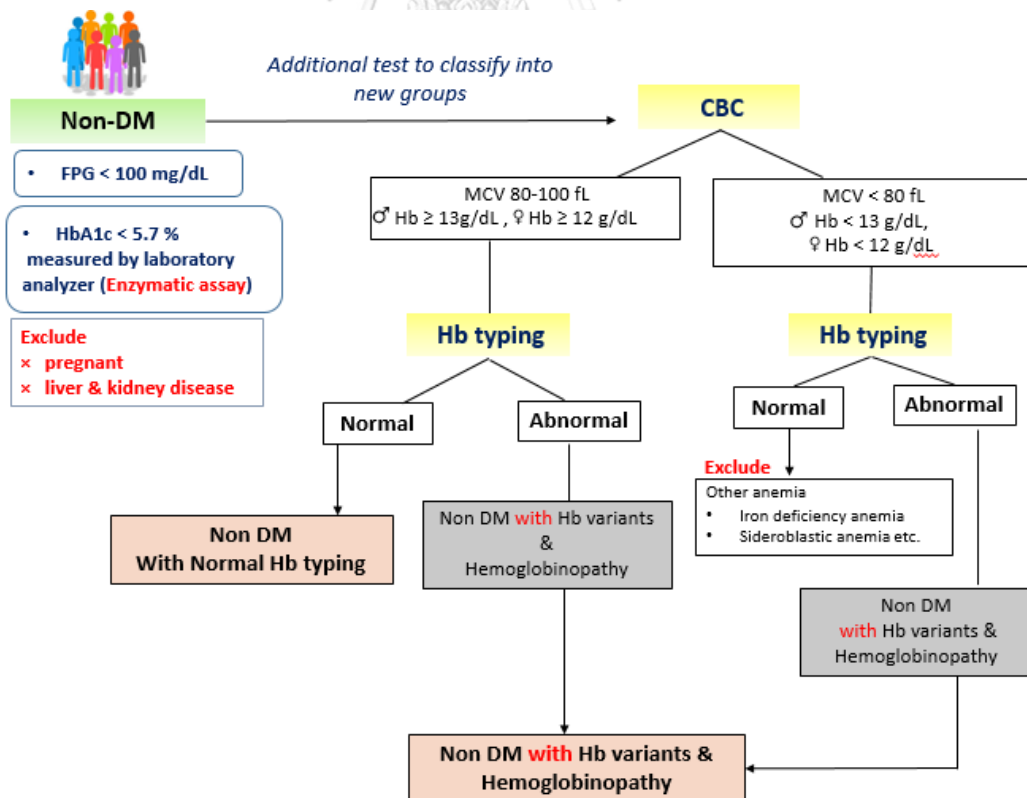 Additional test to classify into
new groups
Non-DM
CBC
• FPG < 100 mg/dL
• HbA1c < 5.7 %
measured by laboratory
analyzer (Enzymatic assay)
Exclude
× pregnant
× liver & kidney disease
MCV 80-100 fL
♂ Hb ≥ 13g/dL , ♀ Hb ≥ 12 g/dL
MCV < 80 fL
♂ Hb < 13 g/dL,
♀ Hb < 12 g/dL
Hb typing
Hb typing
Normal
Abnormal
Normal
Abnormal
Exclude
Other anemia
• Iron deficiency anemia
• Sideroblastic anemia etc.
Non DM
With Normal Hb typing
Non DM with Hb variants
&
Hemoglobinopathy
Non DM
with Hb variants &
Hemoglobinopathy
Non DM with Hb variants &
Hemoglobinopathy